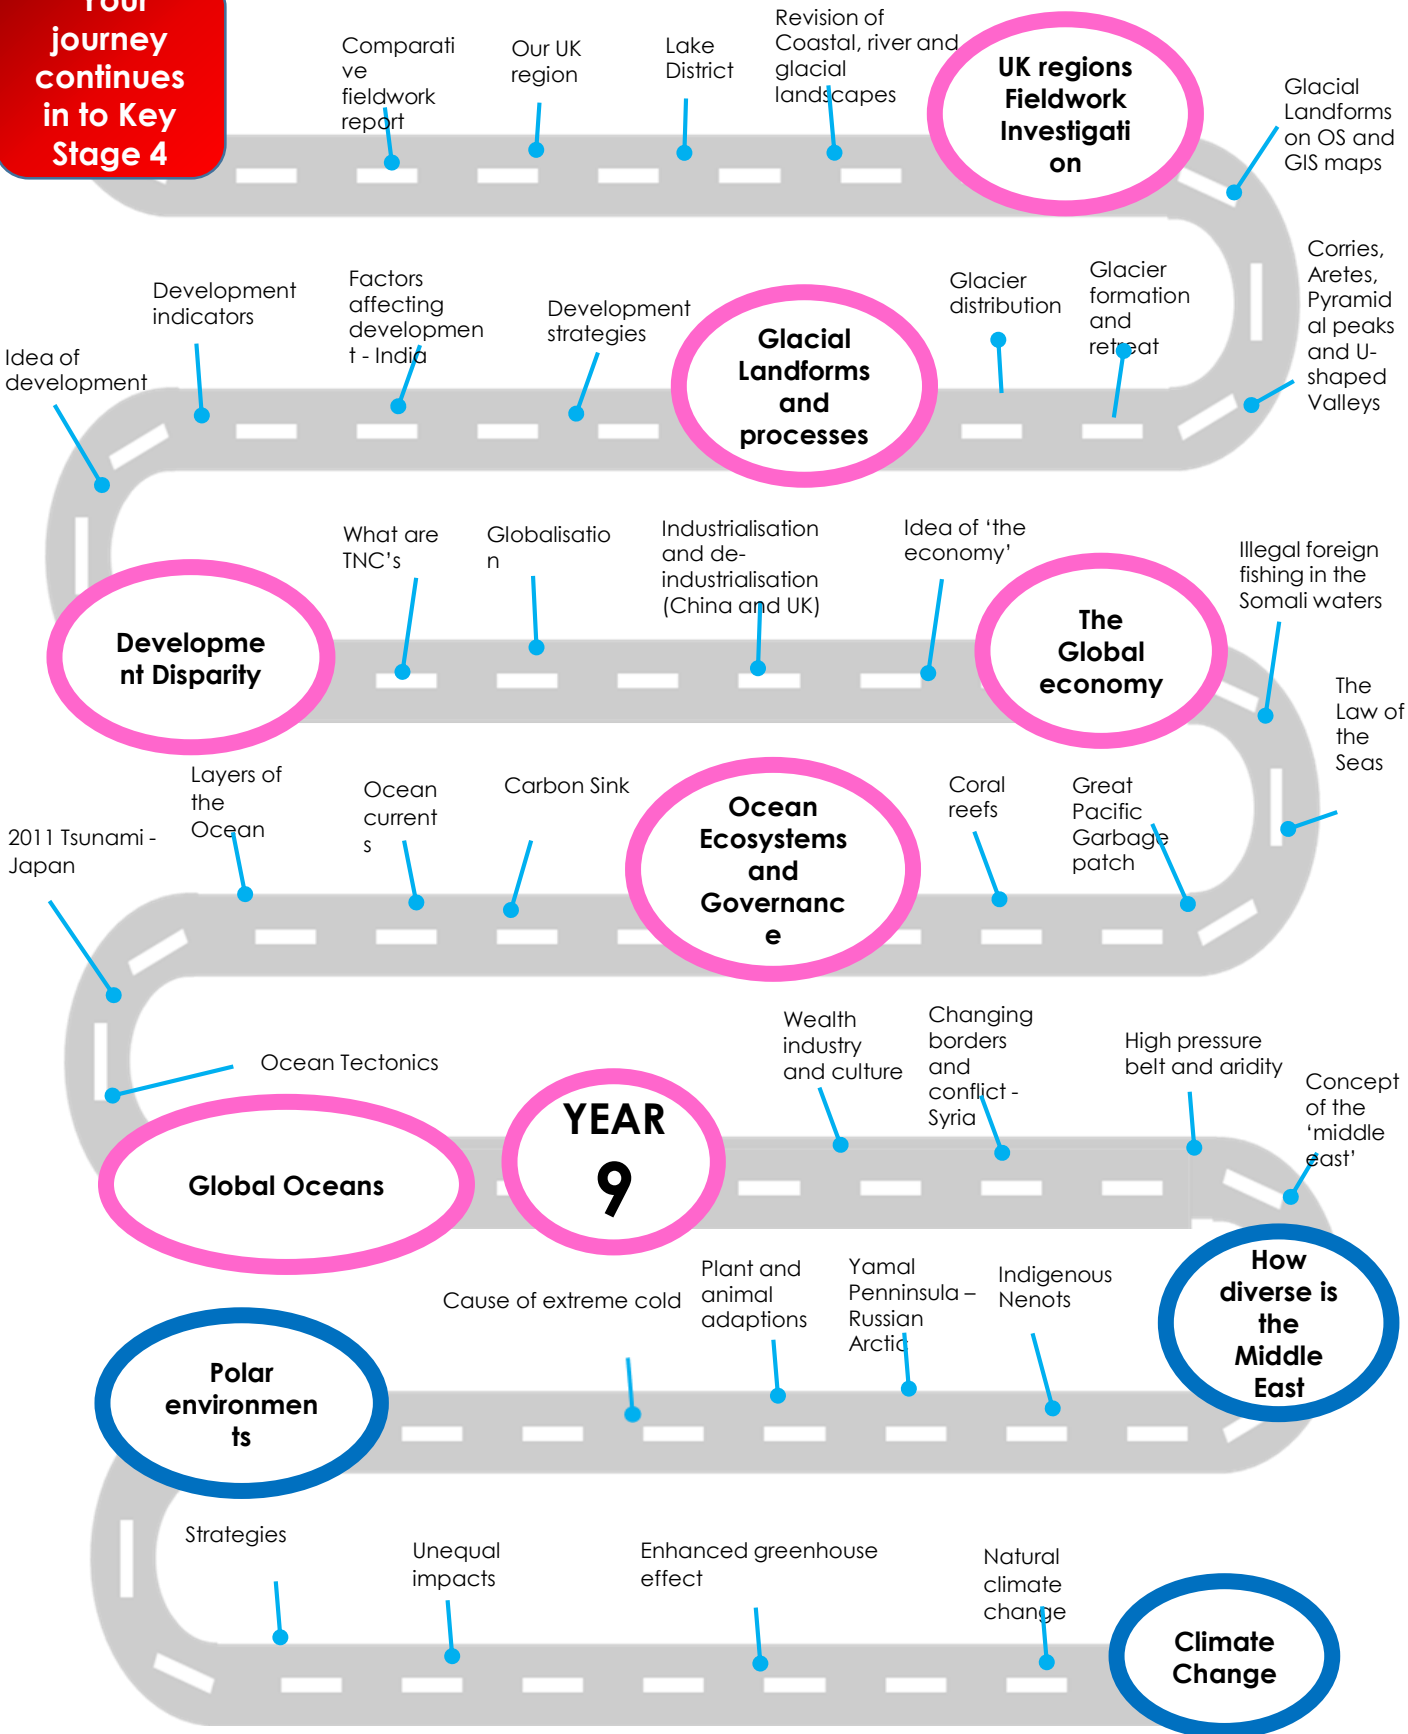 Your
journey
continues
in to Key
Stage 4
Comparati
ve
fieldwork
report
Our UK
region
Lake
District
Revision of
Coastal, river and
glacial
landscapes
UK regions
Fieldwork
Investigati
on
Glacial
Landforms
on OS and
GIS maps
Corries,
Aretes,
Pyramid
al peaks
and U-
shaped
Valleys
Idea of
development
Development
indicators
Factors
affecting
developmen
t - India
Development
strategies
Glacial
Landforms
and
processes
Glacier
distribution
Glacier
formation
and
retreat
Developme
nt Disparity
What are
TNC's
Globalisatio
n
Industrialisation
and de-
industrialisation
(China and UK)
Idea of ‘the
economy’
The
Global
economy
Illegal foreign
fishing in the
Somali waters
The
Law of
the
Seas
2011 Tsunami -
Japan
Layers of
the
Ocean
Ocean
current
s
Carbon Sink
Ocean
Ecosystems
and
Governanc
e
Coral
reefs
Great
Pacific
Garbage
patch
Ocean Tectonics
Global Oceans
YEAR
9
Wealth
industry
and culture
Changing
borders
and
conflict -
Syria
High pressure
belt and aridity
Concept
of the
‘middle
east’
How
diverse is
the
Middle
East
Polar
environmen
ts
Cause of extreme cold
Plant and
animal
adaptions
Yamal
Penninsula –
Russian
Arctic
Indigenous
Nenots
Strategies
Unequal
impacts
Enhanced greenhouse
effect
Natural
climate
change
Climate
Change